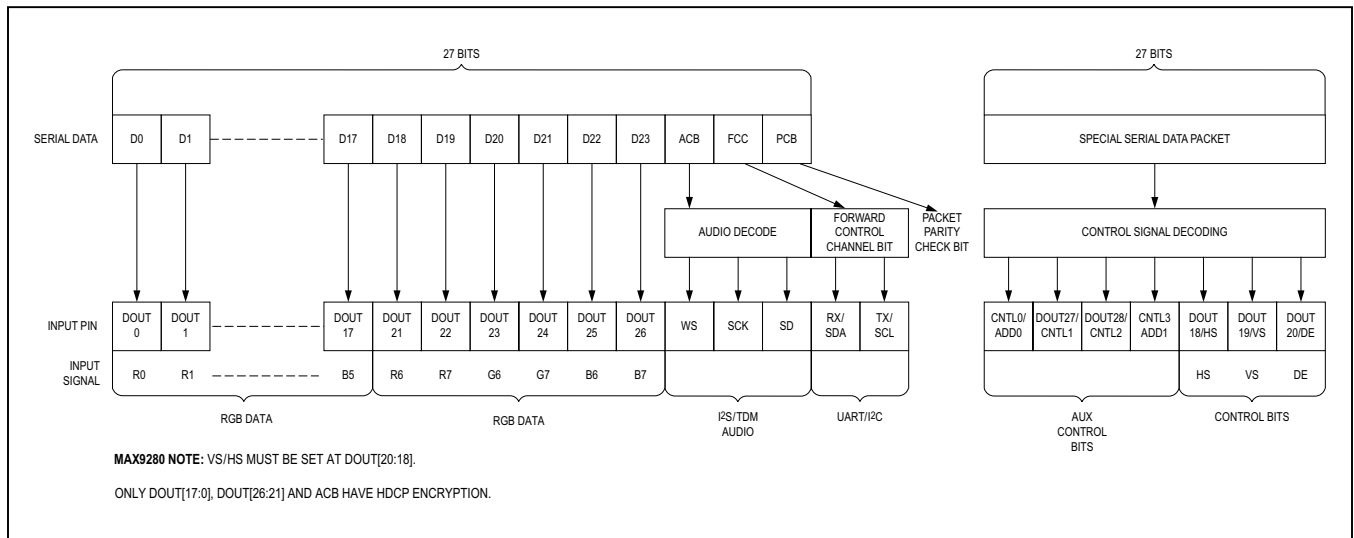 27 BITS 27 BITS
SERIAL DATA D0 D1 D17 D18 D19 D20 D21 D22 D23 ACB FCC PCB SPECIAL SERIAL DATA PACKET
AUDIO DECODE
FORWARD
CONTROL
CHANNEL BIT
PACKET
PARITY
CHECK BIT
CONTROL SIGNAL DECODING
INPUT PIN
DOUT
0
DOUT
1
DOUT
17
DOUT
21
DOUT
22
DOUT
23
DOUT
24
DOUT
25
DOUT
26
WS
SCK
SD
RX/
SDA
TX/
SCL
CNTL0/
ADD0
DOUT27/
CNTL1
DOUT28/
CNTL2
CNTL3
ADD1
DOUT
18/HS
DOUT
19/VS
DOUT
20/DE
INPUT
SIGNAL
R0 R1 B5 R6 R7 G6 G7 B6 B7 HS VS DE
RGB DATA
RGB DATA
I²S/TDM
AUDIO
UART/I²C
AUX
CONTROL
BITS
CONTROL BITS
MAX9280 NOTE: VS/HS MUST BE SET AT DOUT[20:18].
ONLY DOUT[17:0], DOUT[26:21] AND ACB HAVE HDCP ENCRYPTION.